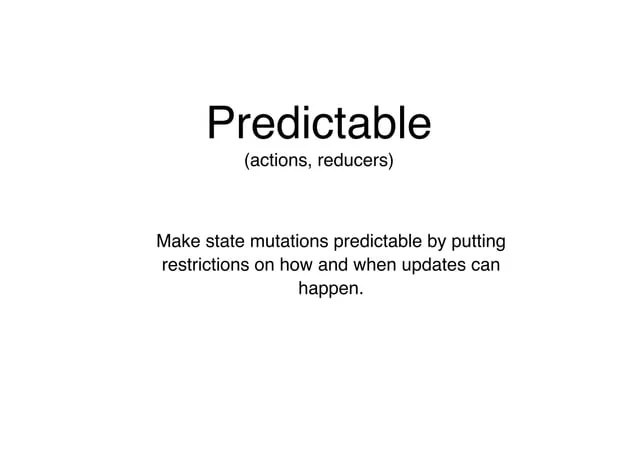 Predictable
(actions, reducers)
Make state mutations predictable by putting
restrictions on how and when updates can
happen.